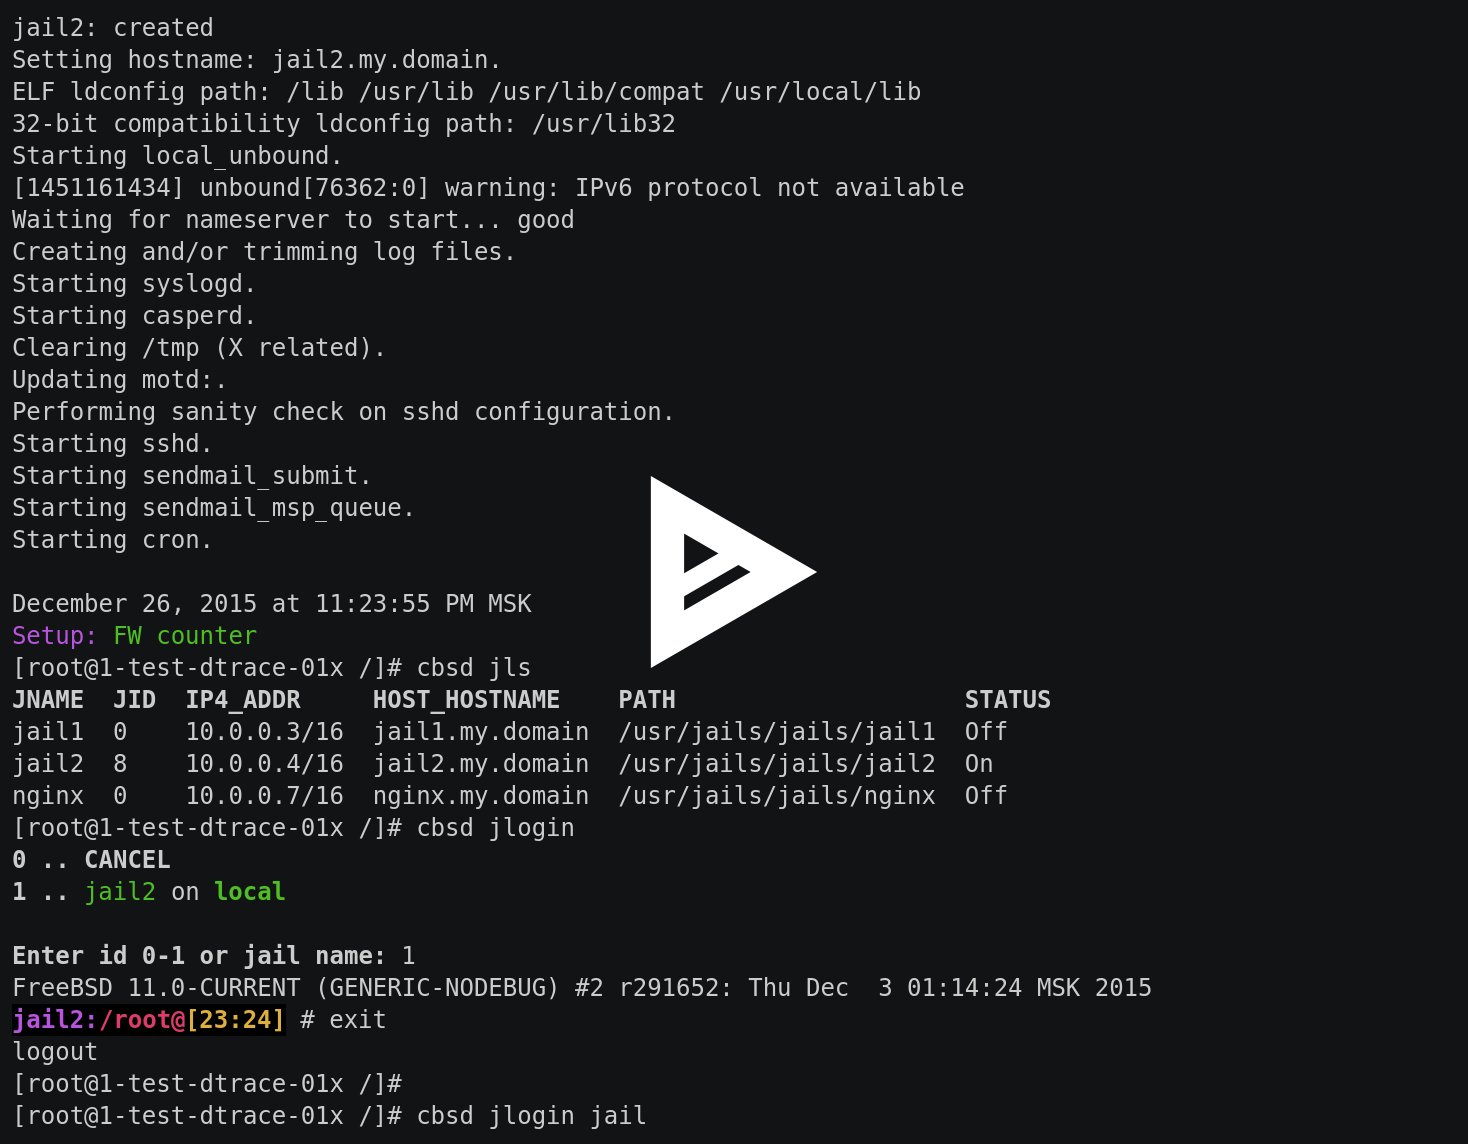 jail2: created
Setting hostname: jail2.my.domain.
ELF ldconfig path: /lib /usr/lib /usr/lib/compat /usr/local/lib
32-bit compatibility ldconfig path: /usr/lib32
Starting local_unbound.
[1451161434] unbound[76362:0] warning: IPv6 protocol not available
Waiting for nameserver to start... good
Creating and/or trimming log files.
Starting syslogd.
Starting casperd.
Clearing /tmp (X related).
Updating motd:.
Performing sanity check on sshd configuration.
Starting sshd.
Starting sendmail_submit.
Starting sendmail_msp_queue.
Starting cron.

December 26, 2015 at 11:23:55 PM MSK
Setup: FW counter
[root@1-test-dtrace-01x /]# cbsd jls
JNAME  JID  IP4_ADDR     HOST_HOSTNAME    PATH                    STATUS
jail1  0    10.0.0.3/16  jail1.my.domain  /usr/jails/jails/jail1  Off
jail2  8    10.0.0.4/16  jail2.my.domain  /usr/jails/jails/jail2  On
nginx  0    10.0.0.7/16  nginx.my.domain  /usr/jails/jails/nginx  Off
[root@1-test-dtrace-01x /]# cbsd jlogin
0 .. CANCEL
1 .. jail2 on local

Enter id 0-1 or jail name: 1
FreeBSD 11.0-CURRENT (GENERIC-NODEBUG) #2 r291652: Thu Dec  3 01:14:24 MSK 2015
jail2:/root@[23:24] # exit
logout
[root@1-test-dtrace-01x /]#
[root@1-test-dtrace-01x /]# cbsd jlogin jail